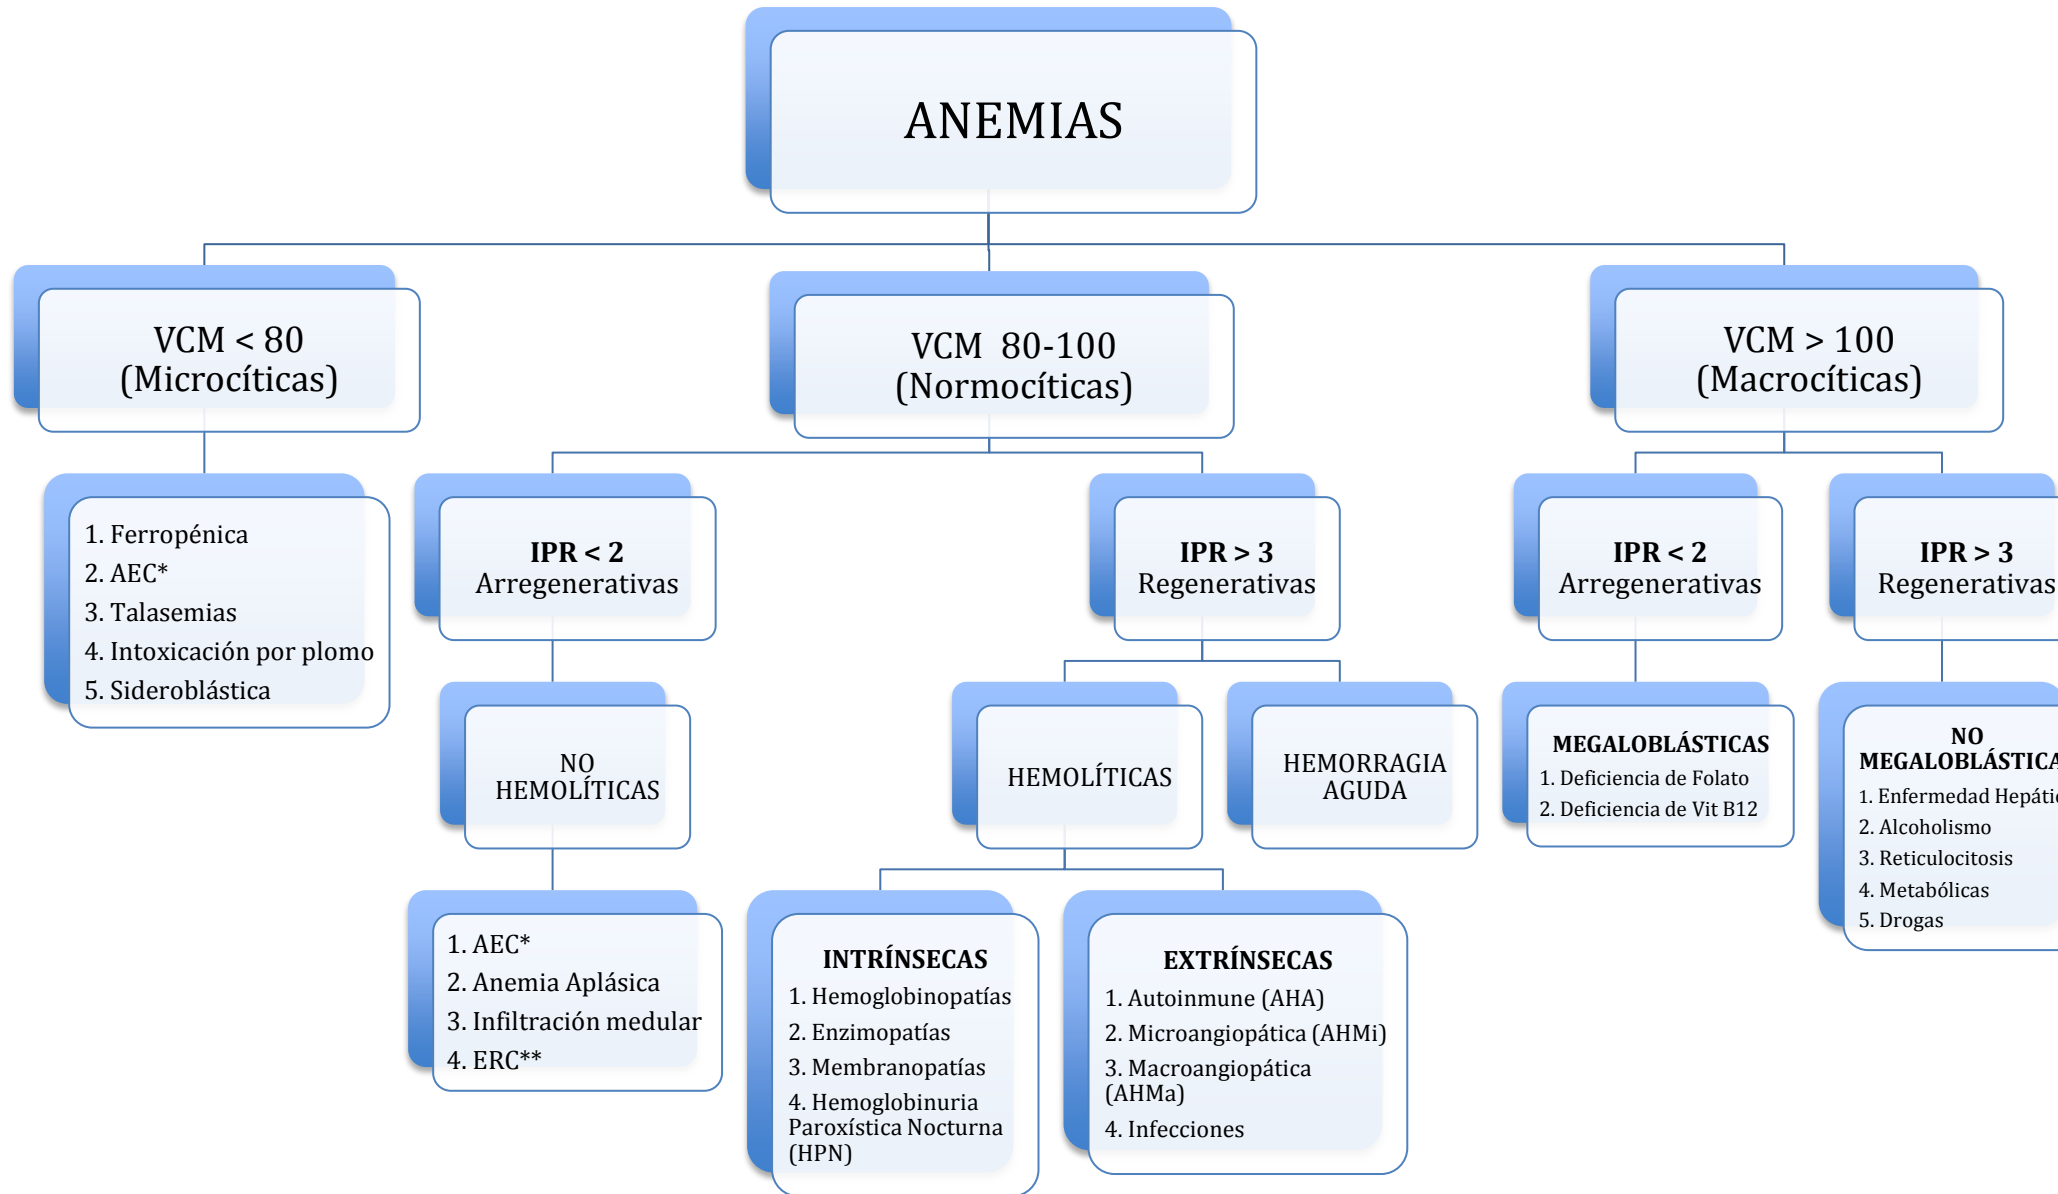 ANEMIAS
VCM < 80
(Microcíticas)
VCM 80-100
(Normocíticas)
VCM > 100
(Macrocíticas)
1. Ferropénica
2. AEC*
3. Talasemias
4. Intoxicación por plomo
5. Sideroblástica
IPR < 2
Arregenerativas
IPR > 3
Regenerativas
IPR < 2
Arregenerativas
IPR > 3
Regenerativas
NO
HEMOLÍTICAS
HEMOLÍTICAS
HEMORRAGIA
AGUDA
MEGALOBLÁSTICAS
1. Deficiencia de Folato
2. Deficiencia de Vit B12
NO
MEGALOBLÁSTICA
1. Enfermedad Hepátic
2. Alcoholismo
3. Reticulocitosis
4. Metabólicas
5. Drogas
1. AEC*
2. Anemia Aplásica
3. Infiltración medular
4. ERC**
INTRÍNSECAS
1. Hemoglobinopatías
2. Enzimopatías
3. Membranopatías
4. Hemoglobinuria
Paroxística Nocturna
(HPN)
EXTRÍNSECAS
1. Autoinmune (AHA)
2. Microangiopática (AHMi)
3. Macroangiopática
(AHMa)
4. Infecciones